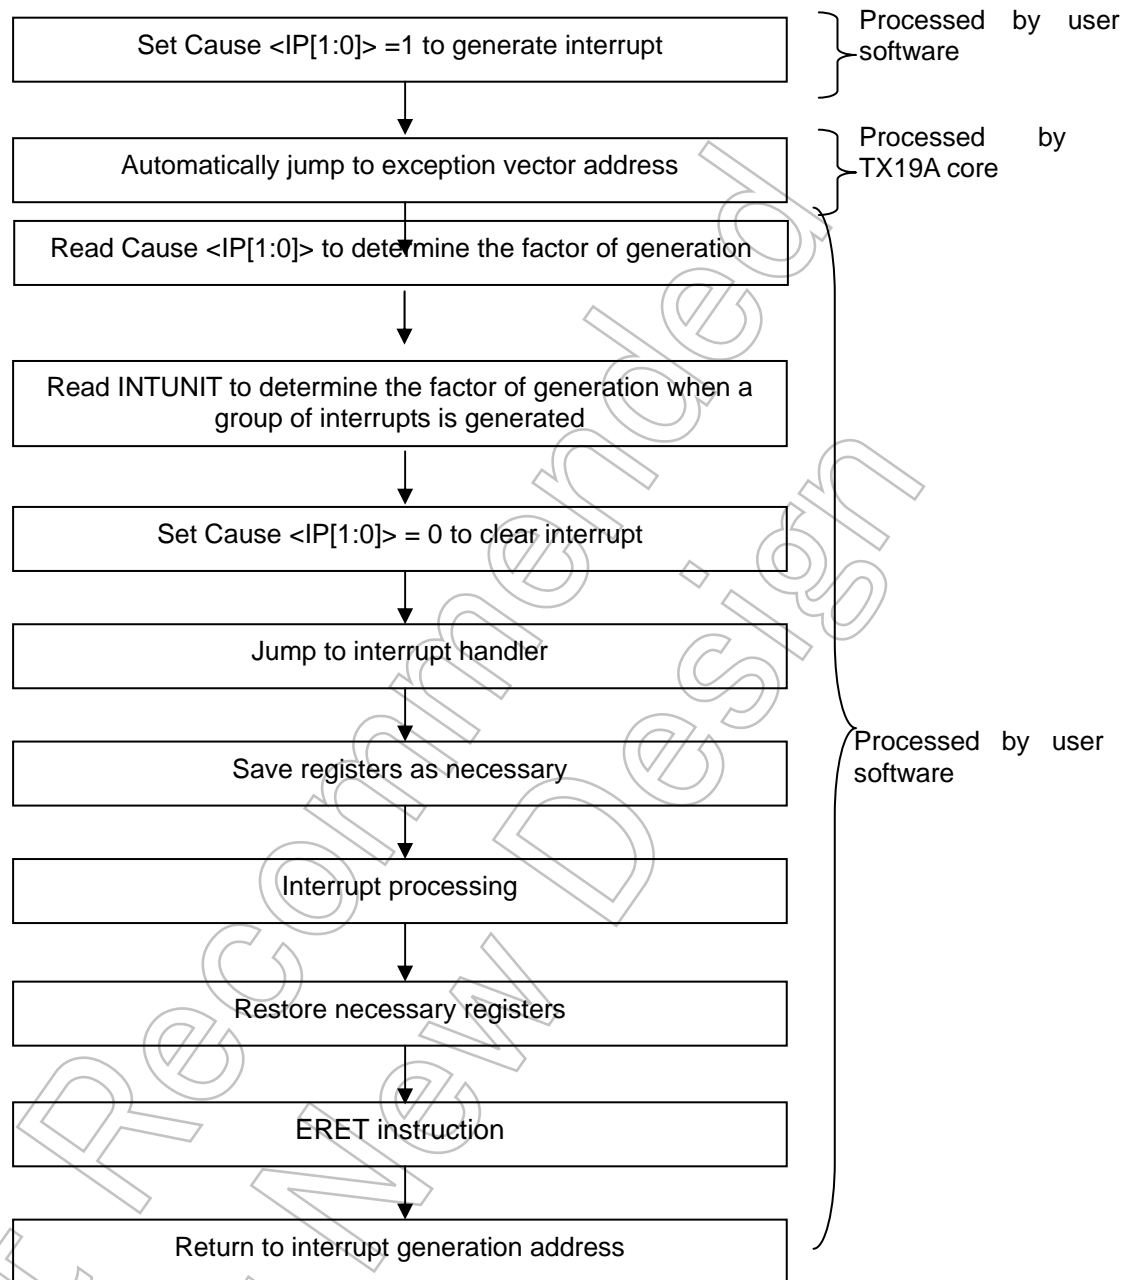 Set Cause <IP[1:0]> =1 to generate interrupt
Processed by user
software
Automatically jump to exception vector address
Processed by
TX19A core
Read Cause <IP[1:0]> to determine the factor of generation
Read INTUNIT to determine the factor of generation when a
group of interrupts is generated
Set Cause <IP[1:0]> = 0 to clear interrupt
Jump to interrupt handler
Save registers as necessary
Processed by user
software
Interrupt processing
Restore necessary registers
ERET instruction
Return to interrupt generation address
Recommended
New Design